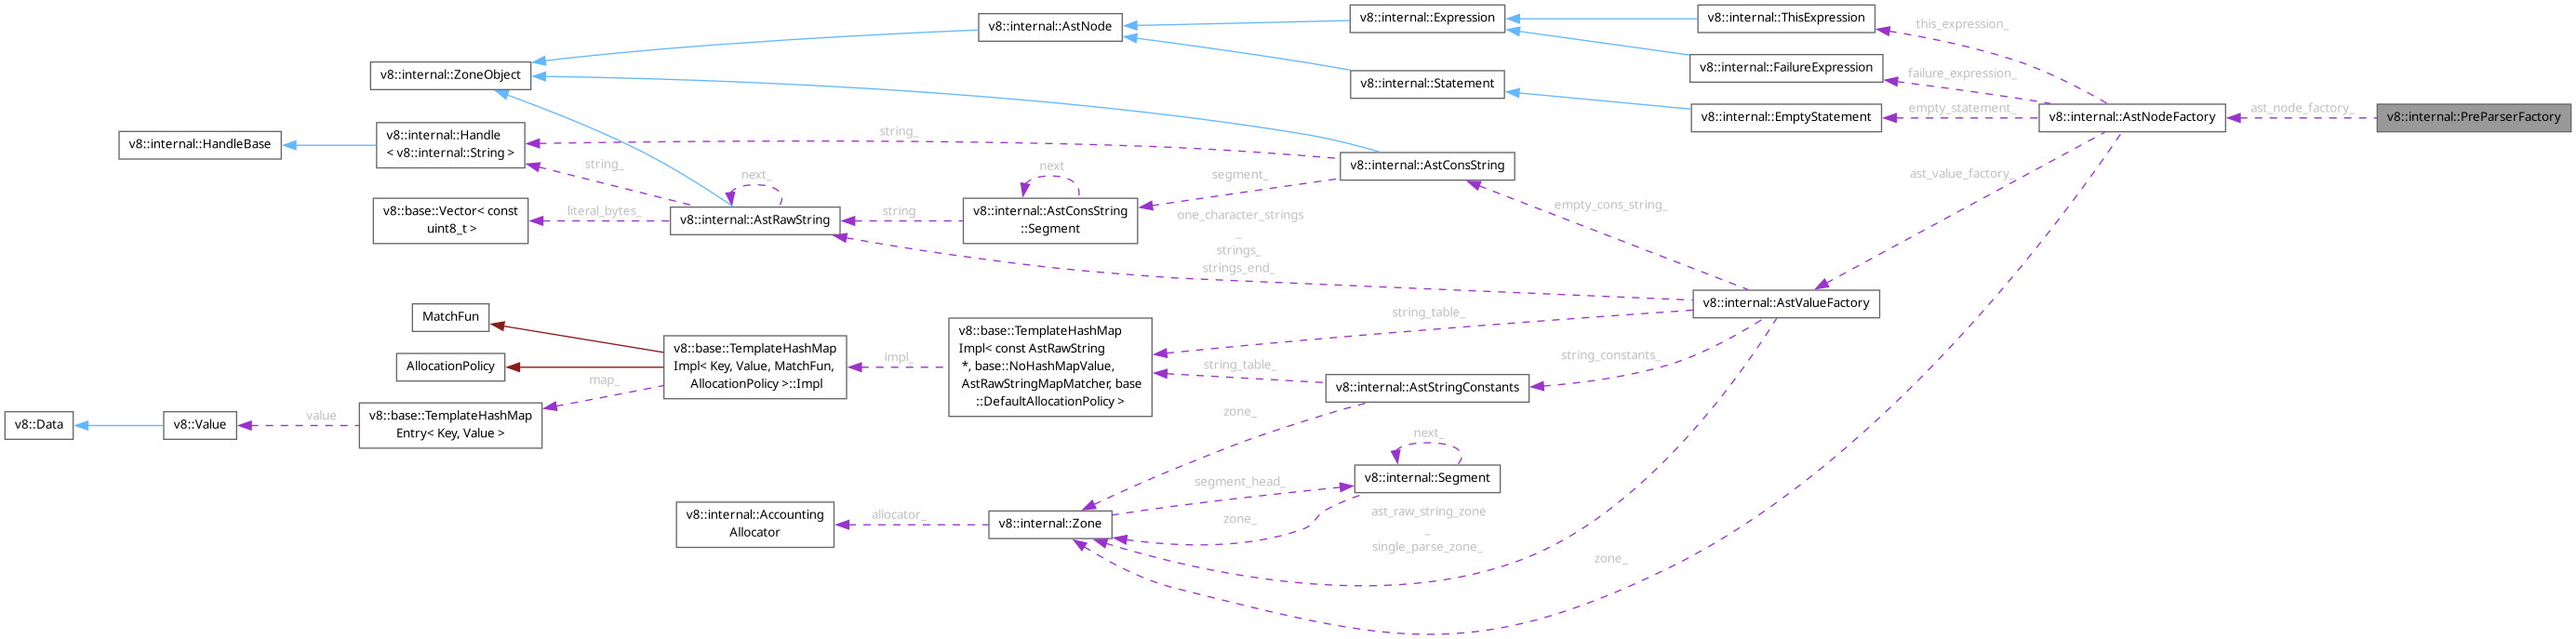 v8::internal::Expression
v8::internal::ThisExpression
this_expression_
v8::internal::AstNode
v8::internal::ZoneObject
v8::internal::FailureExpression
failure_expression_
v8::internal::Statement
empty_statement_
ast_node_factory_
v8::internal::EmptyStatement
v8::internal::AstNodeFactory
v8::internal::PreParserFactory
v8::internal::HandleBase
v8::internal::Handle
< v8::internal::String >
string_
string_
next_
next
v8::internal::AstConsString
segment_
ast_value_factory_
v8::base::Vector< const
uint8_t >
literal_bytes_
v8::internal::AstRawString
string
v8::internal::AstConsString
::Segment
one_character_strings
_
strings_
strings_end_
empty_cons_string_
v8::internal::AstValueFactory
MatchFun
AllocationPolicy
v8::base::TemplateHashMap
Impl< Key, Value, MatchFun,
AllocationPolicy >::Impl
impl_
v8::base::TemplateHashMap
Impl< const AstRawString
*, base::NoHashMapValue,
AstRawStringMapMatcher, base
::DefaultAllocationPolicy >
string_table_
string_table_
string_constants_
v8::internal::AstStringConstants
map_
v8::Data
v8::Value
value
v8::base::TemplateHashMap
Entry< Key, Value >
zone_
next_
v8::internal::Segment
segment_head_
v8::internal::Accounting
Allocator
allocator_
v8::internal::Zone
zone_
ast_raw_string_zone
_
single_parse_zone_
zone_